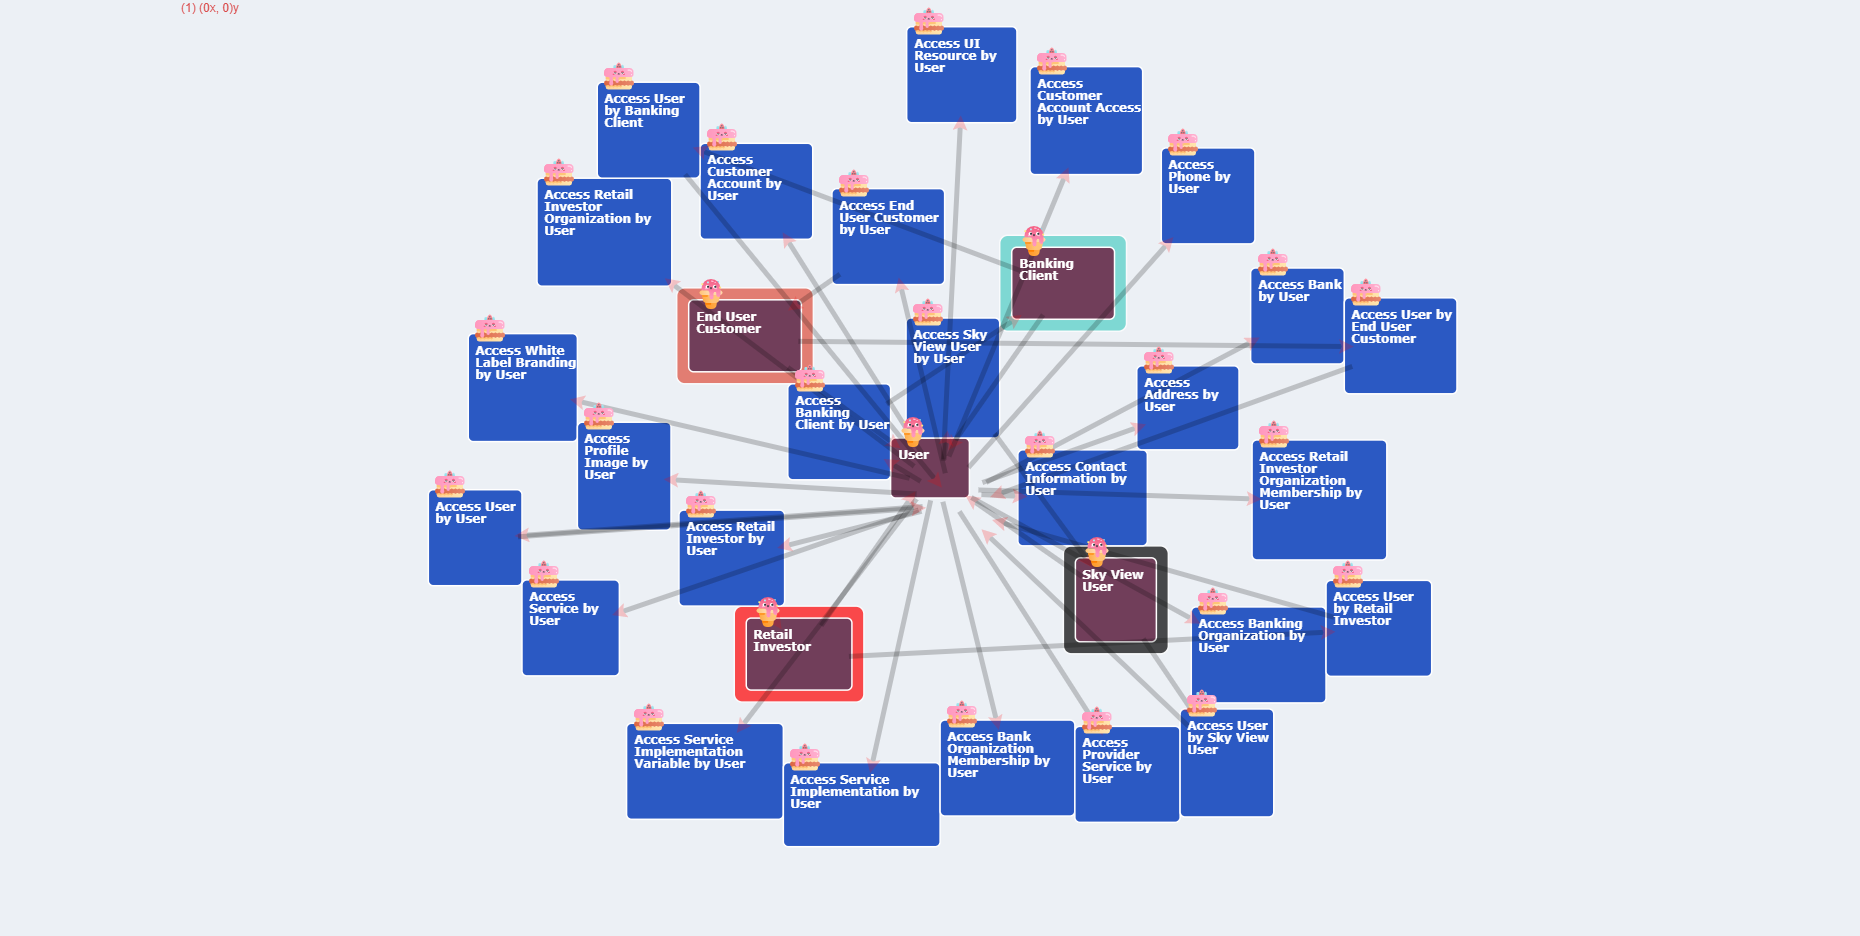 (1) (0x, 0)y
Access UI
Resource by
User
Access
Customer
Account Access
by User
Access User
by Banking
Client
Access
Customer
Account by
User
Access
Phone by
User
Access Retail
Investor
Organization by
User
Access End
User Customer
by User
Banking
Client
Access Bank
by User
Access User by
End User
Customer
End User
Customer
Access Sky
View User
by User
Access White
Label Branding
by User
Access
Address by
User
Access
Banking
Client by User
Access
Profile
Image by
User
User
Access Contact
Information by
User
Access Retail
Investor
Organization
Membership by
User
Access User
by User
Access Retail
Investor by
User
Sky View
User
Access
Service by
User
Access User
by Retail
Investor
Access Banking
Organization by
User
Retail
Investor
Access Service
Implementation
Variable by User
Access Service
Implementation by
User
Access Bank
Organization
Membership by
User
Access
Provider
Service by
User
Access User
by Sky View
User